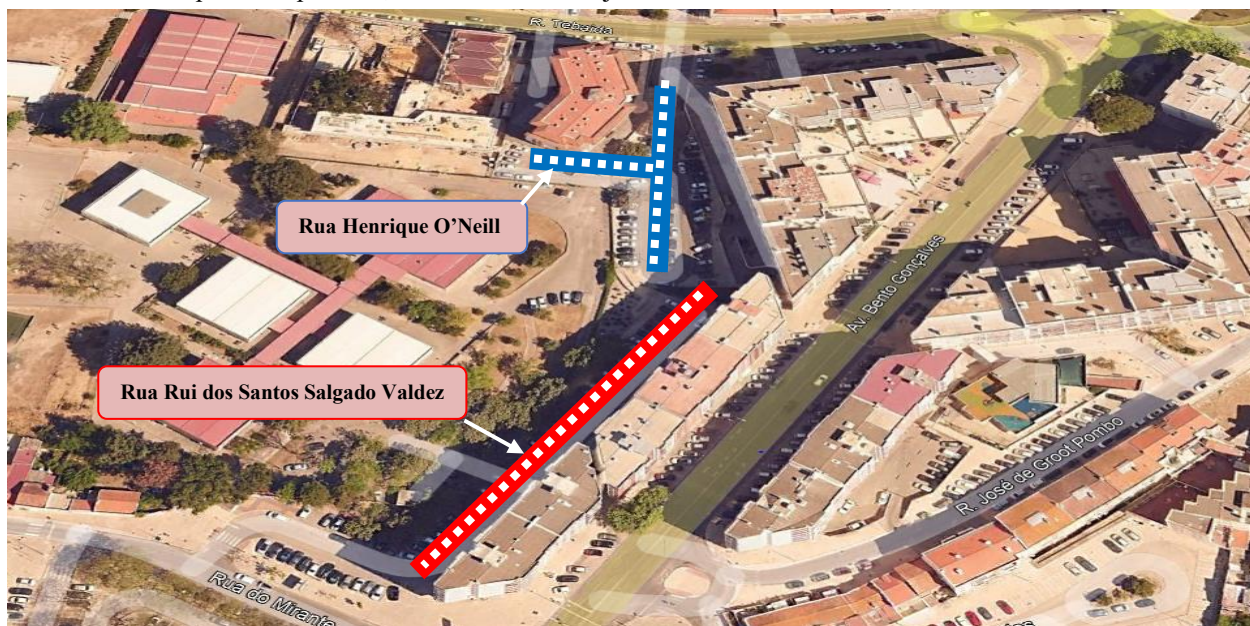 R. Tebaida
Rua Henrique O’Neill
Av. Bento Gonçalves
Rua Rui dos Santos Salgado Valdez
R. José de Groot Pombo
Rua do Mirante